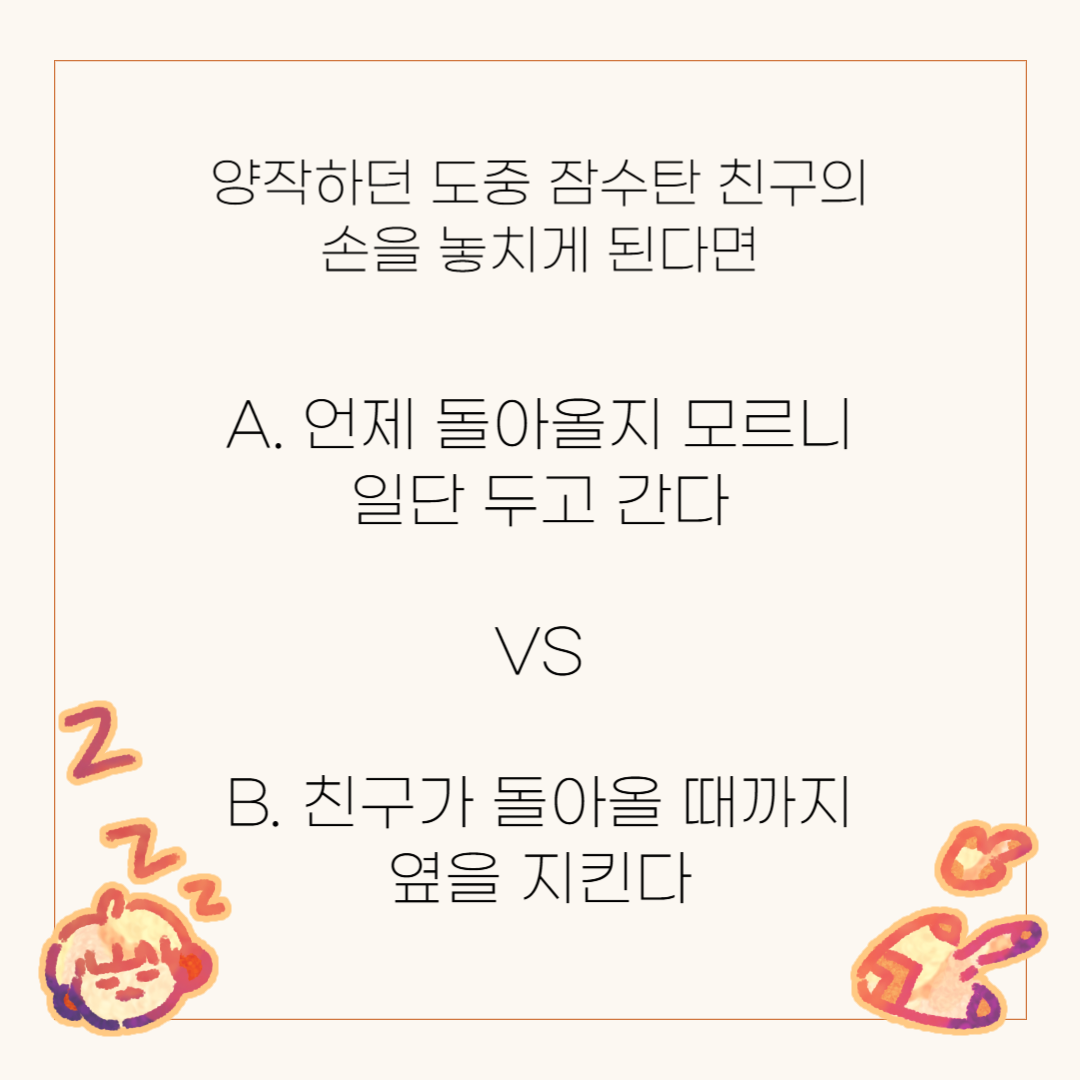 양작하던 도중 잠수탄 친구의
손을 놓치게 된다면
A. 언제 돌아올지 모르니
일단 두고 간다
VS
B. 친구가 돌아올 때까지
옆을 지킨다
z
z
z